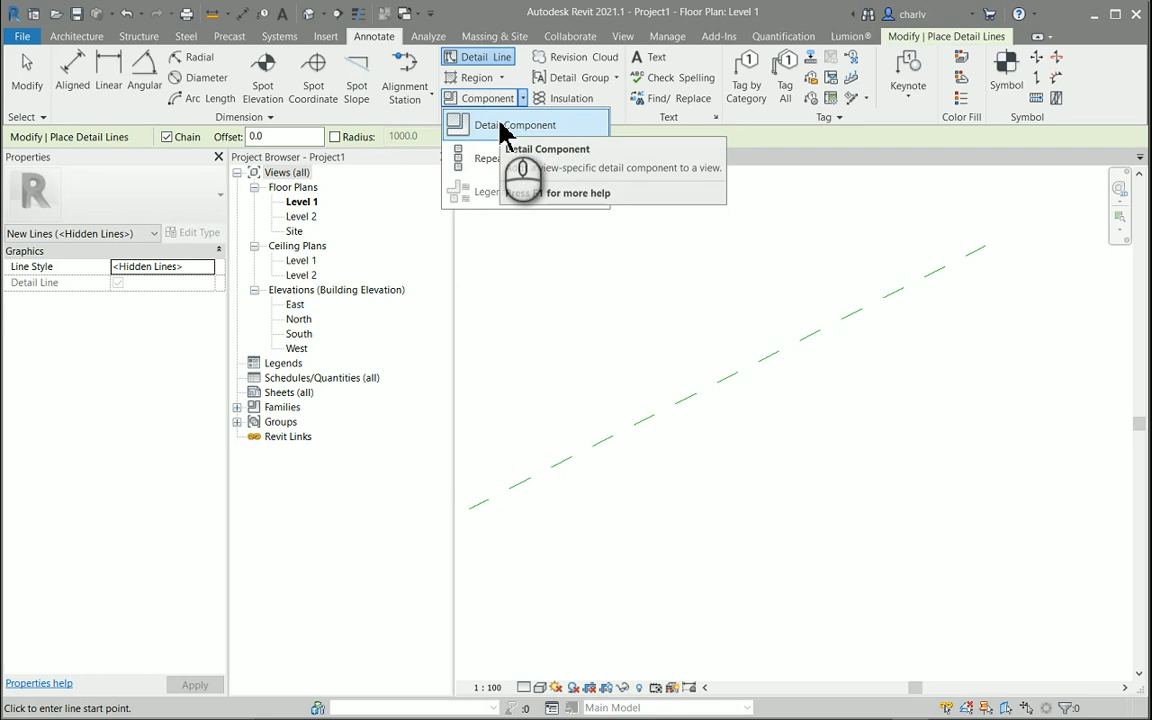 Autodesk Revit 2021.1 - Project1 - Floor Plan: Level 1
charlv
File
Architecture
Structure
Steel
Precast
Systems
Insert
Annotate
Analyze
Massing & Site
Collaborate
View
Manage
Add-Ins
Quantification
Lumion®
Modify | Place Detail Lines
Modify
Select
Aligned
Linear
Angular
Radial
Diameter
Arc Length
Spot Elevation
Spot Coordinate
Spot Slope
Alignment Station
Dimension
Detail Line
Region
Component
Revision Cloud
Detail Group
Insulation
Text
Check Spelling
Find/ Replace
Text
Tag by Category
Tag All
Tag
Keynote
Color Fill
Symbol
Symbol
Modify | Place Detail Lines
Chain
Offset:
0.0
Radius:
1000.0
Detail Component
Detail Component
view-specific detail component to a view.
for more help
Properties
New Lines (<Hidden Lines>)
Edit Type
Graphics
Line Style
<Hidden Lines>
Detail Line
Properties help
Apply
Project Browser - Project1
Views (all)
Floor Plans
Level 1
Level 2
Site
Ceiling Plans
Level 1
Level 2
Elevations (Building Elevation)
East
North
South
West
Legends
Schedules/Quantities (all)
Sheets (all)
Families
Groups
Revit Links
1 : 100
Click to enter line start point.
:0
Main Model
:0